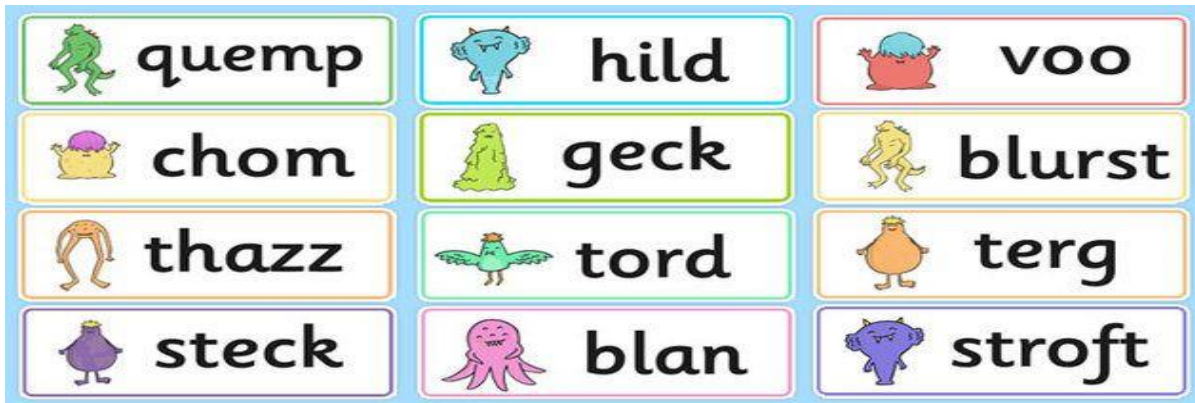 quemp
hild
voo
chom
geck
blurst
thazz
tord
terg
steck
blan
stroft